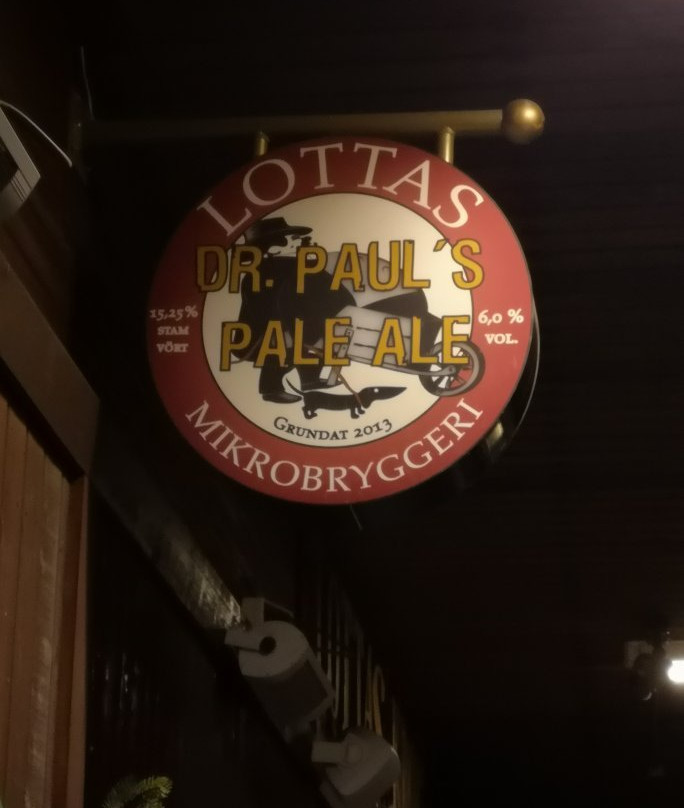 LOTTAS
DR. PAUL´S
PALE ALE
15,25%
STAM
VÖRT
6,0 %
VOL.
GRUNDAT 2013
MIKROBRYGGERI